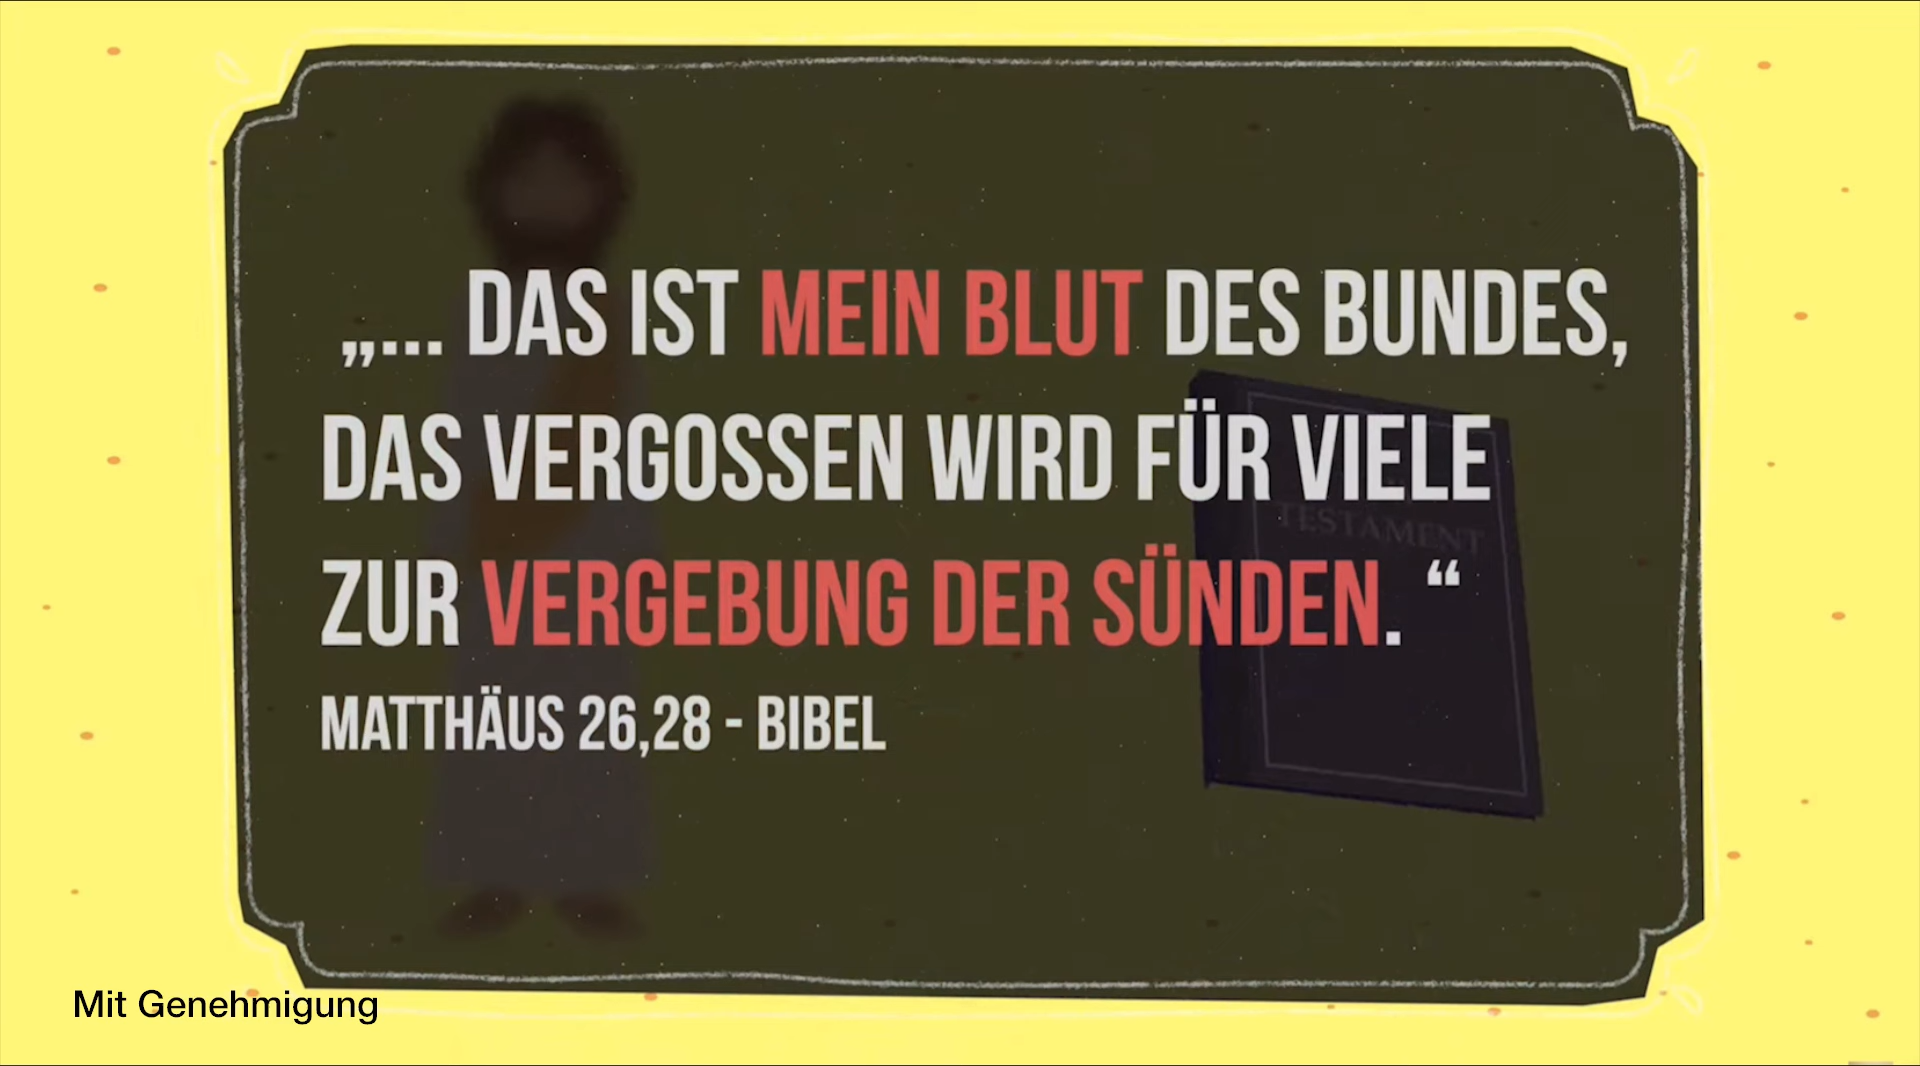 „... DAS IST MEIN BLUT DES BUNDES,
DAS VERGOSSEN WIRD FÜR VIELE
TESTAMENT
ZUR VERGEBUNG DER SÜNDEN. “
MATTHÄUS 26,28 - BIBEL
Mit Genehmigung